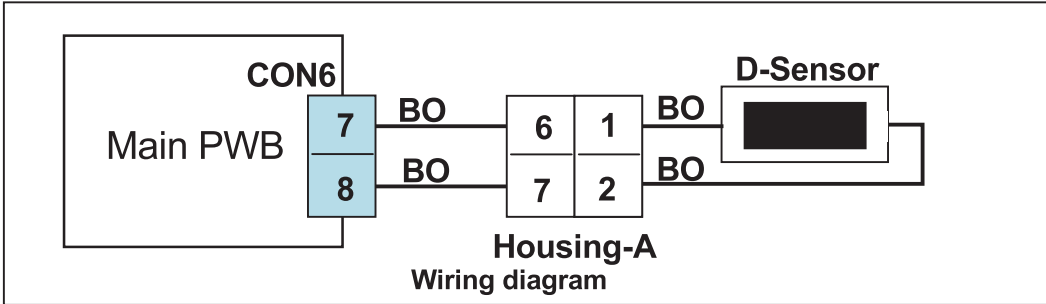 CON6
D-Sensor
Main PWB
7 BO 6 1 BO
8 BO 7 2 BO
Housing-A
Wiring diagram